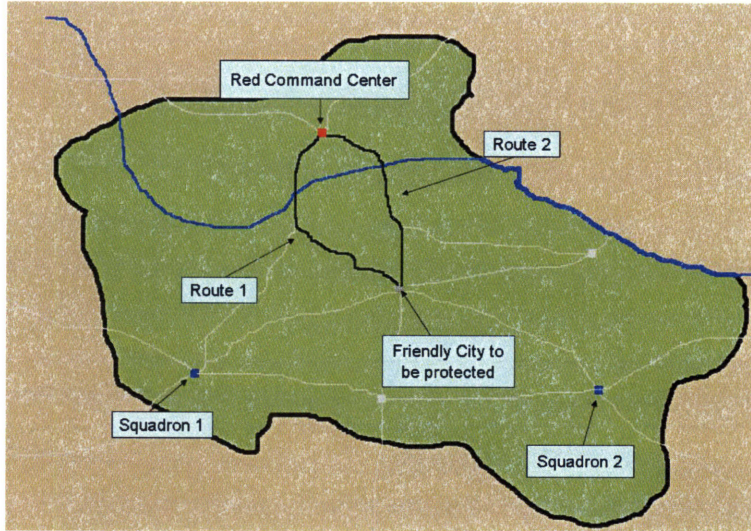 Red Command Center
Route 2
Route 1
Friendly City to
be protected
Squadron 1
Squadron 2